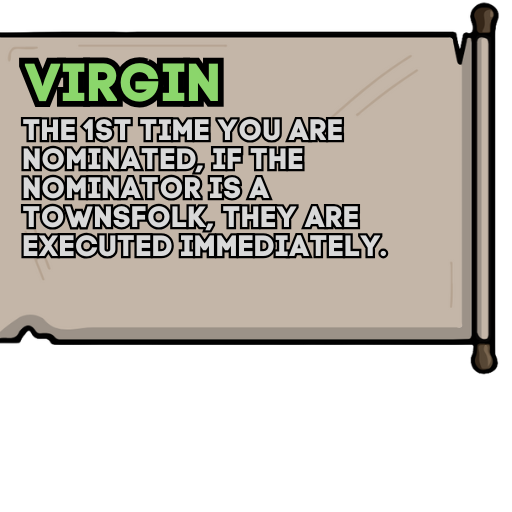 VIRGIN
THE 1ST TIME YOU ARE
NOMINATED, IF THE
NOMINATOR IS A
TOWNSFOLK, THEY ARE
EXECUTED IMMEDIATELY.